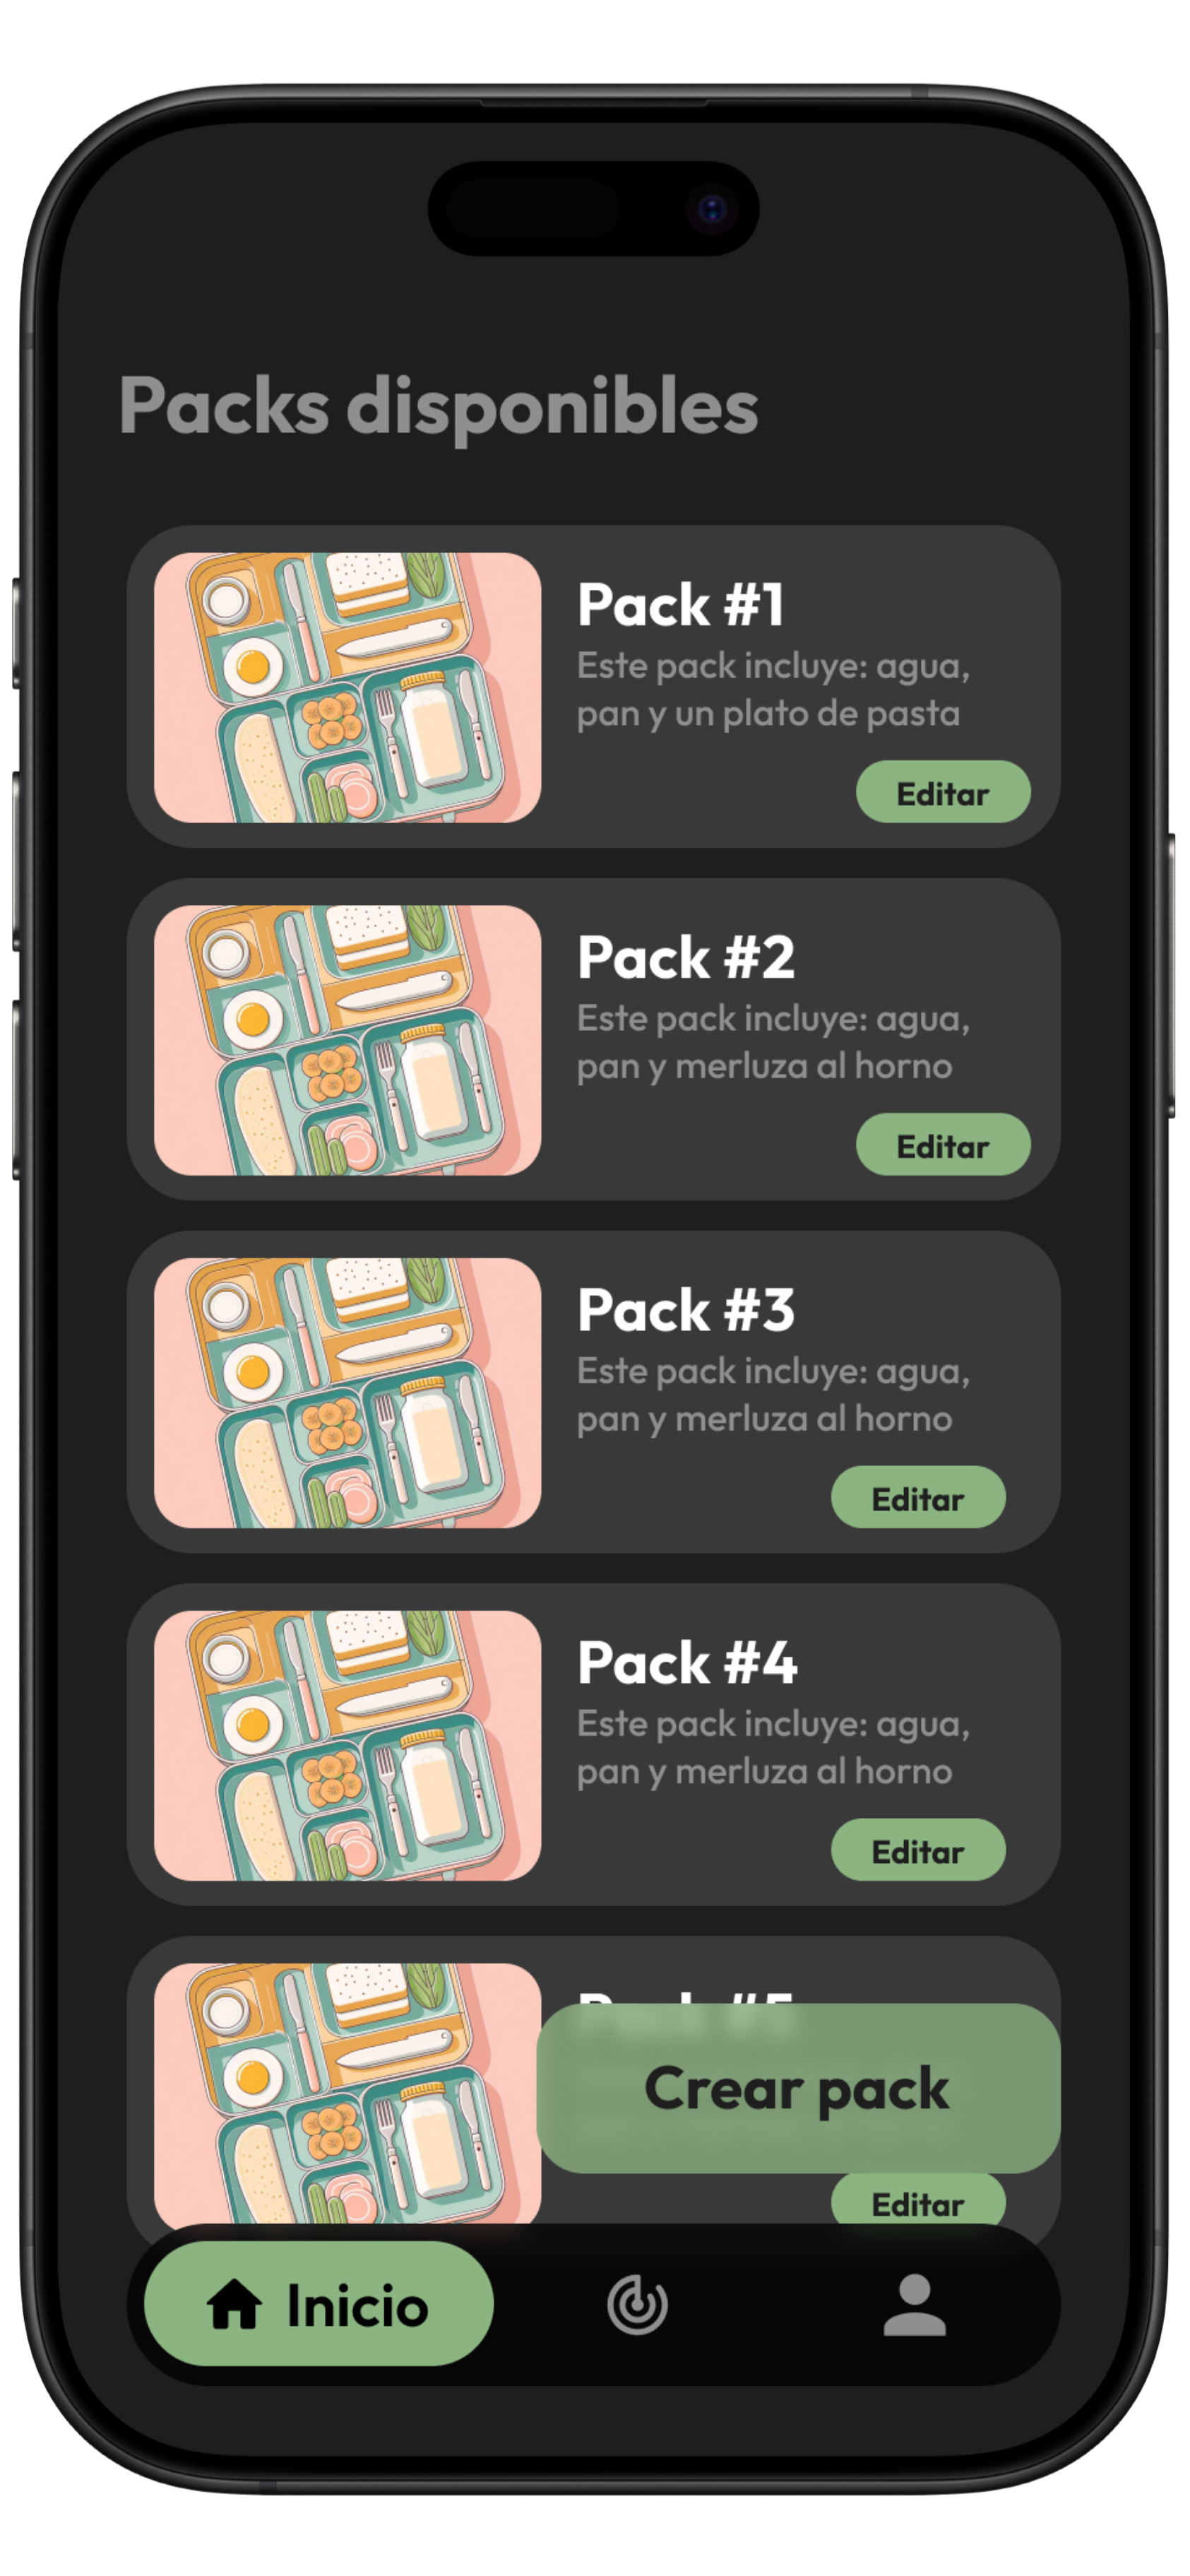 Packs disponibles
Pack #1
Este pack incluye: agua,
pan y un plato de pasta
Editar
Pack #2
Este pack incluye: agua,
pan y merluza al horno
Editar
Pack #3
Este pack incluye: agua,
pan y merluza al horno
Editar
Pack #4
Este pack incluye: agua,
pan y merluza al horno
Editar
Pack #5
Crear pack
Editar
Inicio